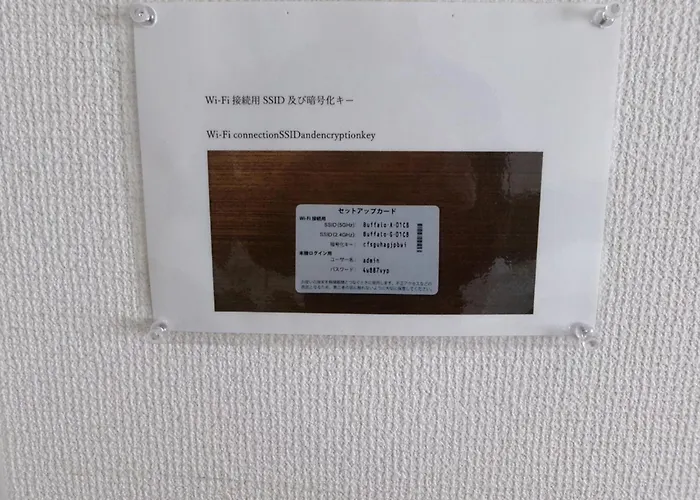 Wi-Fi 接続用 SSID 及び暗号化キー
Wi-Fi connectionSSIDandencryptionkey
セットアップカード
Wi-Fi 接続用
SSID(5GHz): Buffalo-A-07C8
SSID(2.4GHz): Buffalo-G-07C8
暗号化キー: cfsguhagjpbwi
本機ログイン用
ユーザー名: admin
パスワード: 4u887vyp